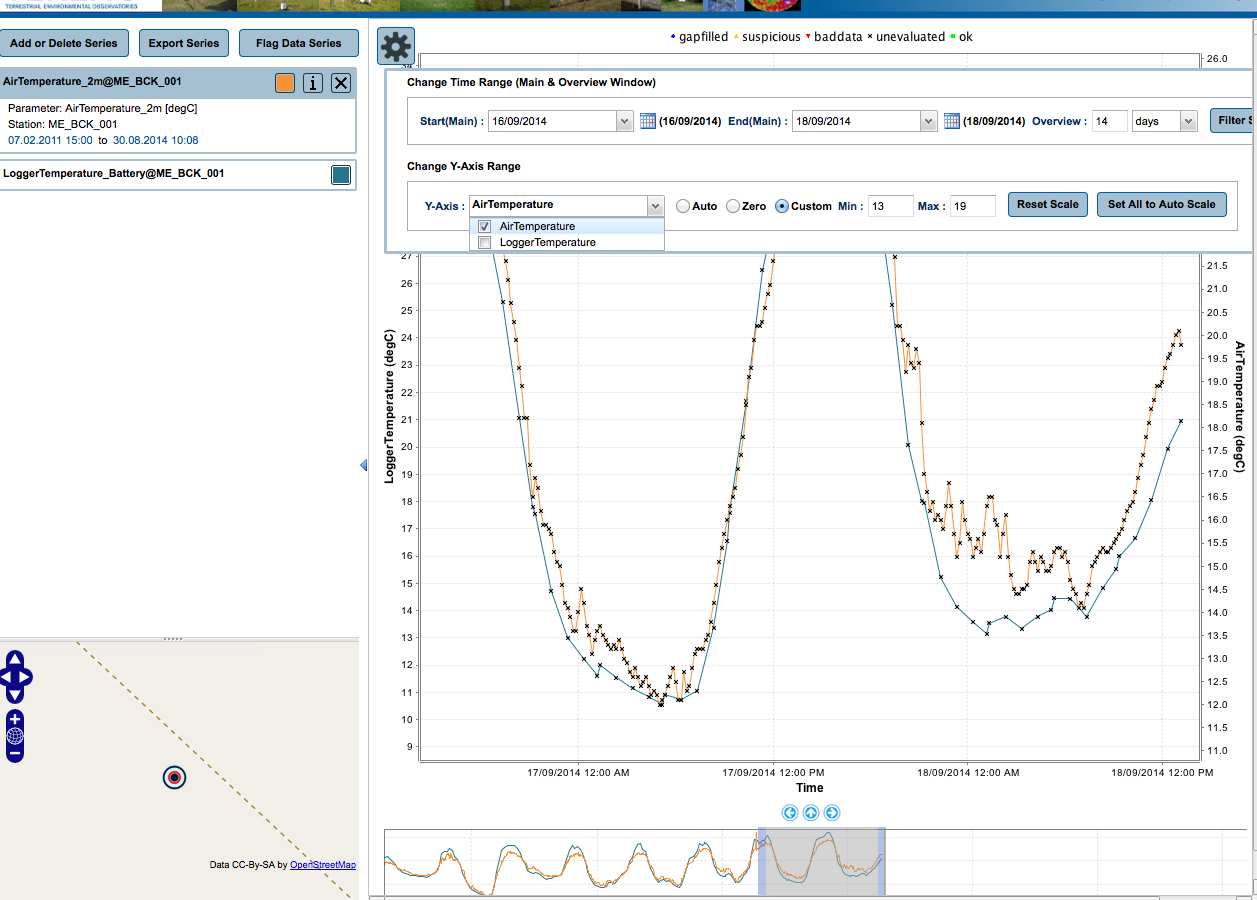 TERRESTRIAL ENVIRONMENTAL OBSERVATORIES
Add or Delete Series Export Series Flag Data Series
AirTemperature_2m@ME_BCK_001 i X
Parameter: AirTemperature_2m [degC]
Station: ME_BCK_001
07.02.2011 15:00 to 30.08.2014 10:08
LoggerTemperature_Battery@ME_BCK_001
gapfilled suspicious baddata unevaluated ok
26.0
Change Time Range (Main & Overview Window)
Start(Main) : 16/09/2014 (16/09/2014) End(Main) : 18/09/2014 (18/09/2014) Overview : 14 days Filter S
Change Y-Axis Range
Y-Axis : AirTemperature Auto Zero Custom Min : 13 Max : 19 Reset Scale Set All to Auto Scale
AirTemperature
LoggerTemperature
LoggerTemperature (degC)
27
26
25
24
23
22
21
20
19
18
17
16
15
14
13
12
11
10
9
21.5
21.0
20.5
20.0
19.5
19.0
18.5
18.0
17.5
17.0
16.5
16.0
15.5
15.0
14.5
14.0
13.5
13.0
12.5
12.0
11.5
11.0
AirTemperature (degC)
17/09/2014 12:00 AM 17/09/2014 12:00 PM 18/09/2014 12:00 AM 18/09/2014 12:00 PM
Time
Data CC-By-SA by OpenStreetMap